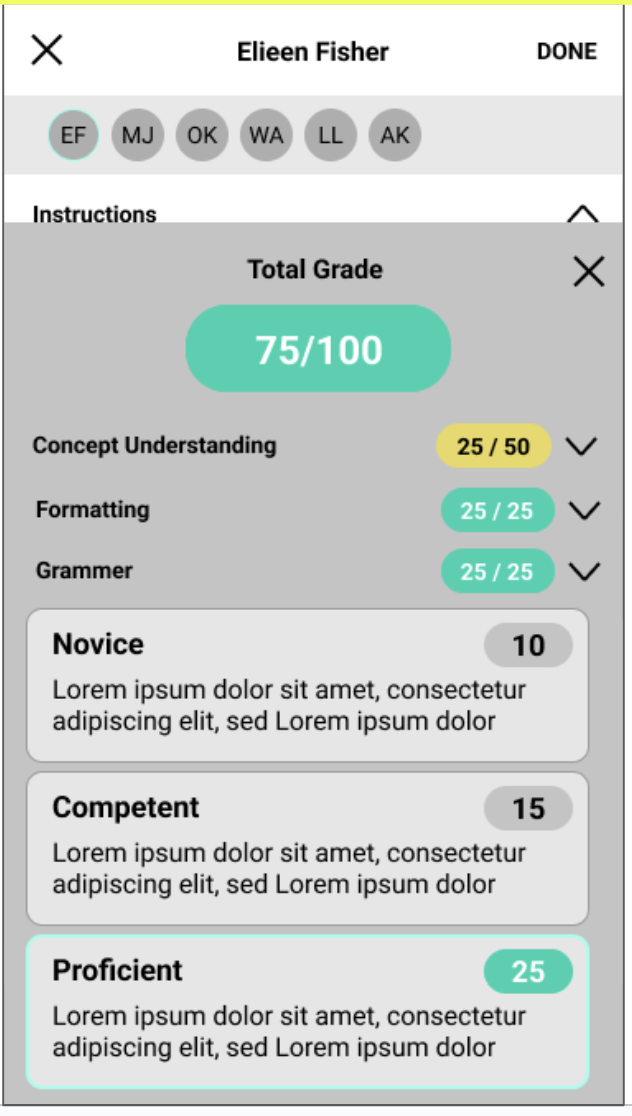 Elieen Fisher DONE
EF MJ OK WA LL AK
Instructions
Total Grade
75/100
Concept Understanding 25 / 50
Formatting 25 / 25
Grammer 25 / 25
Novice 10
Lorem ipsum dolor sit amet, consectetur
adipiscing elit, sed Lorem ipsum dolor
Competent 15
Lorem ipsum dolor sit amet, consectetur
adipiscing elit, sed Lorem ipsum dolor
Proficient 25
Lorem ipsum dolor sit amet, consectetur
adipiscing elit, sed Lorem ipsum dolor